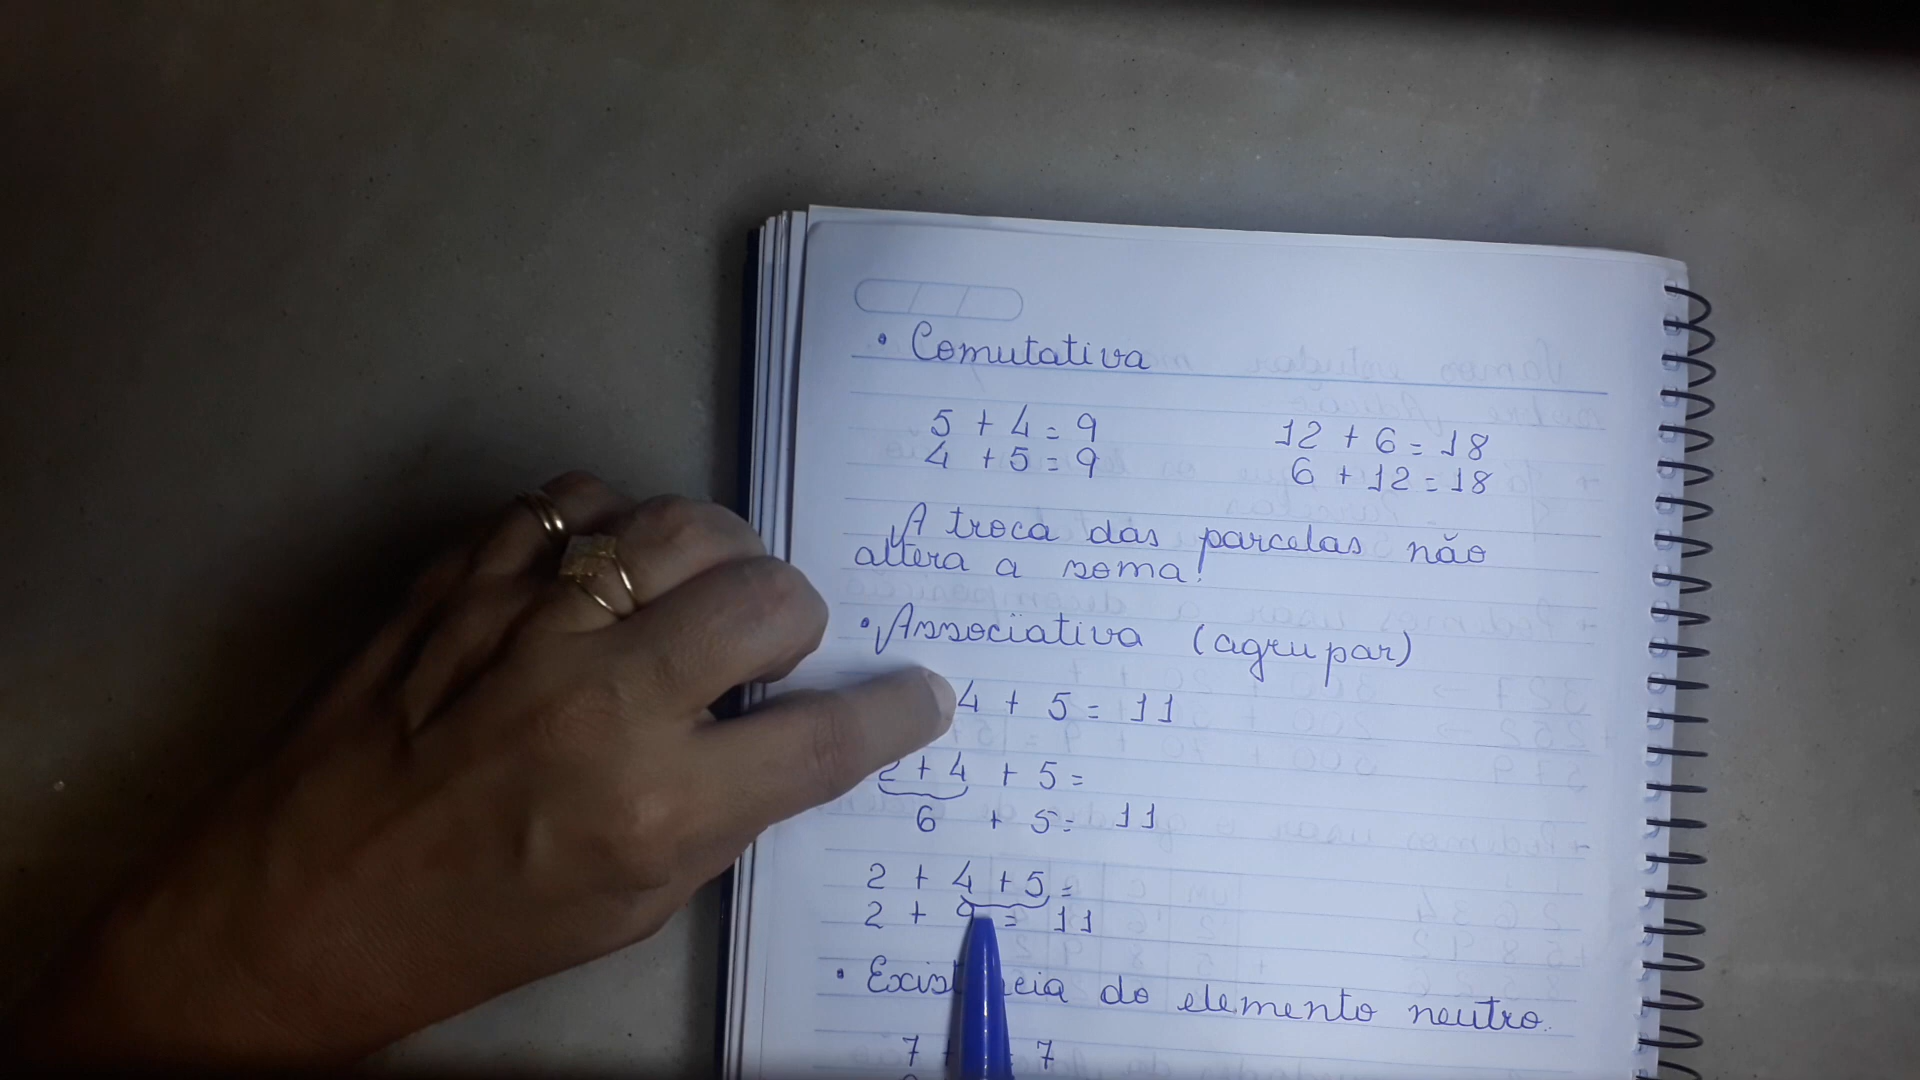 • Comutativa
5 + 4 = 9 12 + 6 = 18
4 + 5 = 9 6 + 12 = 18
A troca das parcelas não
altera a soma!
• Associativa (agrupar)
4 + 5 = 11
2 + 4 + 5 =
6 + 5 = 11
2 + 4 + 5 =
2 + 9 = 11
• Existência do elemento neutro.
7 + = 7